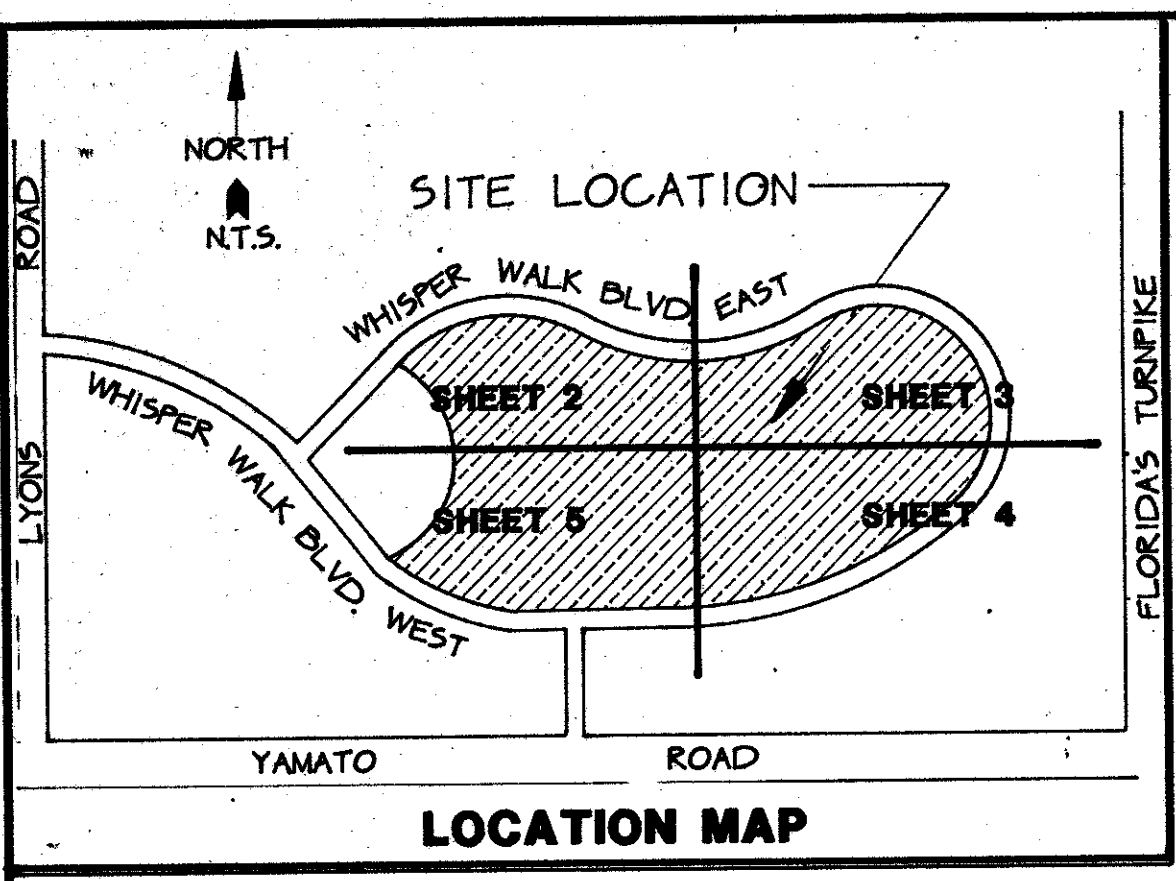 NORTH
N.T.S.
SITE LOCATION
LYONS ROAD
WHISPER WALK BLVD. EAST
FLORIDA'S TURNPIKE
WHISPER WALK BLVD. WEST
SHEET 2
SHEET 3
SHEET 5
SHEET 4
YAMATO ROAD
LOCATION MAP